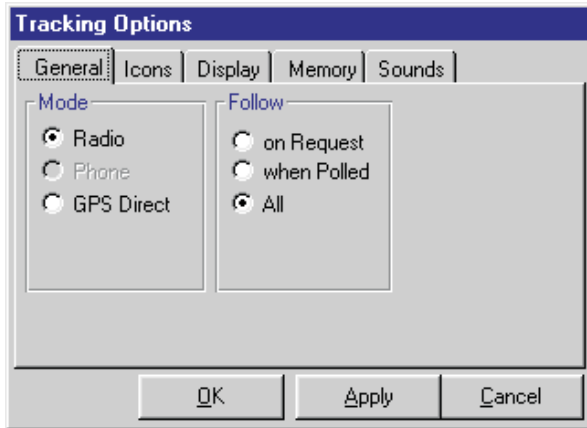 Tracking Options
General Icons Display Memory Sounds
Mode
Radio
Phone
GPS Direct
Follow
on Request
when Polled
All
OK Apply Cancel